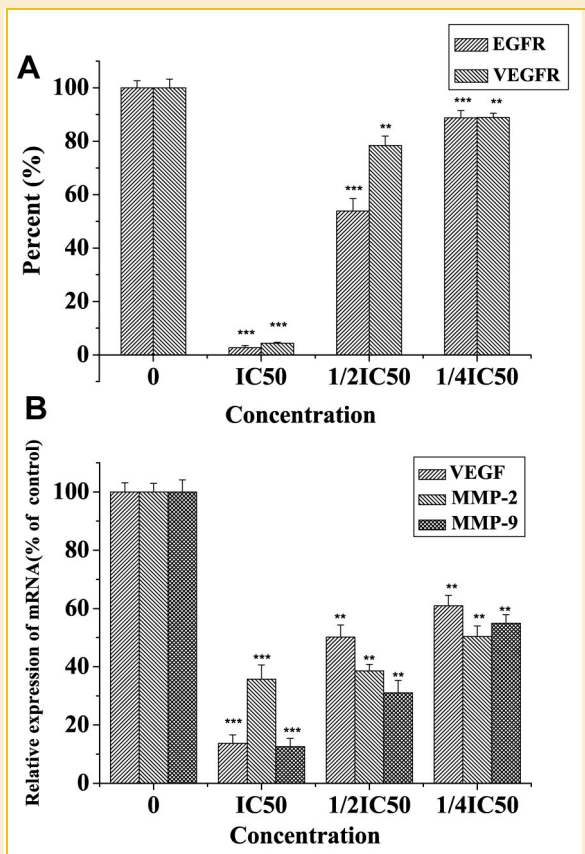 A
EGFR
VEGFR
100
80
60
40
20
0
Percent (%)
*** *** *** ** *** **
0 IC50 1/2IC50 1/4IC50
Concentration
B
VEGF
MMP-2
MMP-9
100
80
60
40
20
0
Relative expression of mRNA(% of control)
*** *** *** ** ** ** ** ** **
0 IC50 1/2IC50 1/4IC50
Concentration